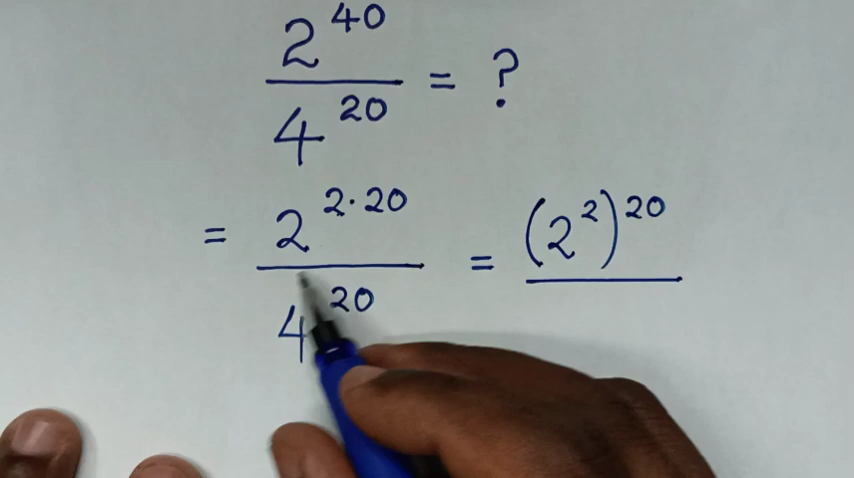 2^40 / 4^20 = ?
= 2^(2·20) / 4^20 = (2^2)^20 /